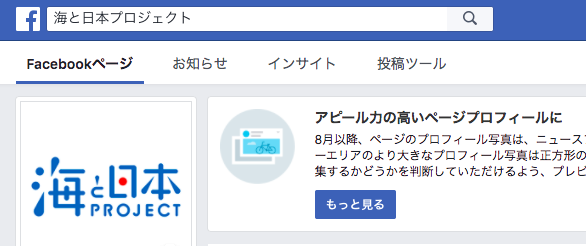 海と日本プロジェクト
Facebookページ
お知らせ
インサイト
投稿ツール
海と日本
PROJECT
アピール力の高いページプロフィールに
8月以降、ページのプロフィール写真は、ニュース
ーエリアのより大きなプロフィール写真は正方形の
集するかどうかを判断していただけるよう、プレビ
もっと見る